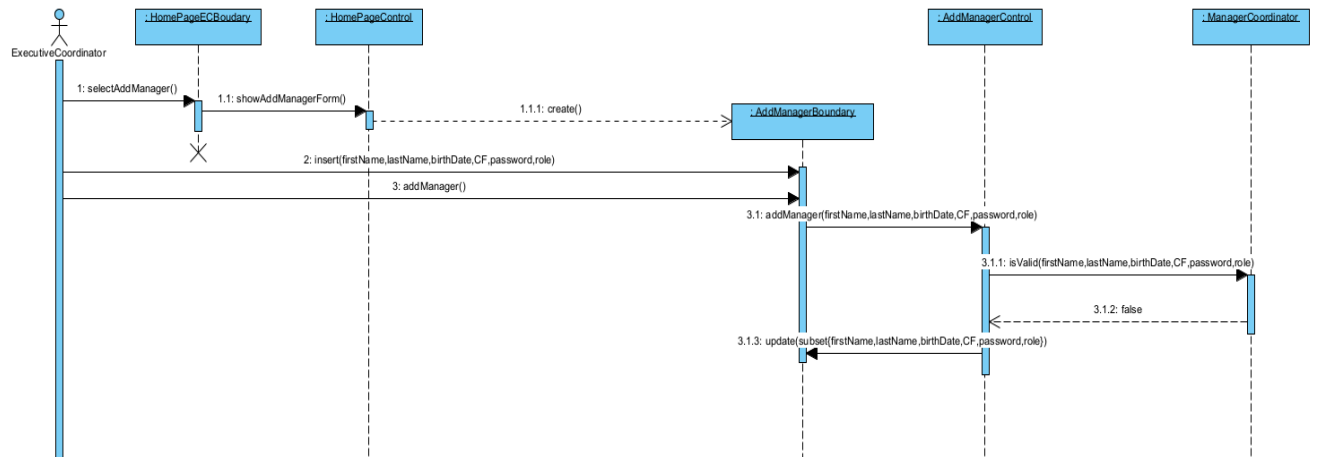 : HomePageECBoudary
: HomePageControl
: AddManagerControl
: ManagerCoordinator
ExecutiveCoordinator
1: selectAddManager()
1.1: showAddManagerForm()
1.1.1: create()
: AddManagerBoundary
2: insert(firstName,lastName,birthDate,CF,password,role)
3: addManager()
3.1: addManager(firstName,lastName,birthDate,CF,password,role)
3.1.1: isValid(firstName,lastName,birthDate,CF,password,role)
3.1.2: false
3.1.3: update(subset{firstName,lastName,birthDate,CF,password,role})